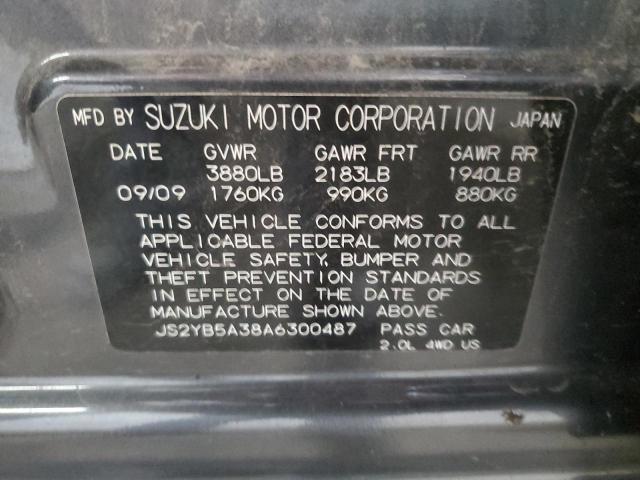 MFD BY SUZUKI MOTOR CORPORATION JAPAN
DATE GVWR GAWR FRT GAWR RR
3880LB 2183LB 1940LB
09/09 1760KG 990KG 880KG
THIS VEHICLE CONFORMS TO ALL
APPLICABLE FEDERAL MOTOR
VEHICLE SAFETY, BUMPER AND
THEFT PREVENTION STANDARDS
IN EFFECT ON THE DATE OF
MANUFACTURE SHOWN ABOVE.
JS2YB5A38A6300487 PASS CAR
2.0L 4WD US